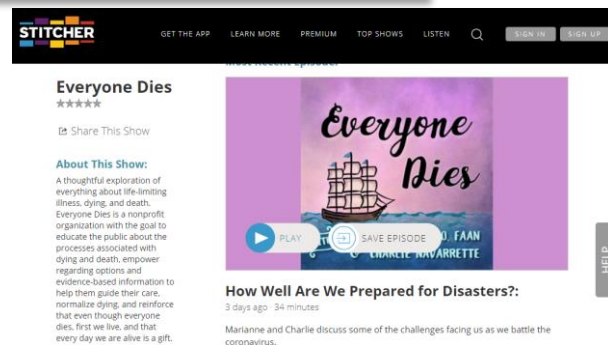 STITCHER
GET THE APP LEARN MORE PREMIUM TOP SHOWS LISTEN SIGN IN SIGN UP
Everyone Dies
Share This Show
About This Show:
A thoughtful exploration of
everything about life-limiting
illness, dying, and death.
Everyone Dies is a nonprofit
organization with the goal to
educate the public about the
processes associated with
dying and death, empower
regarding options and
evidence-based information to
help them guide their care,
normalize dying, and reinforce
that even though everyone
dies, first we live, and that
every day we are alive is a gift.
Most Recent Episode:
Everyone
Dies
PLAY
SAVE EPISODE
FAAN
CHARLIE NAVARRETTE
How Well Are We Prepared for Disasters?:
3 days ago · 34 minutes
Marianne and Charlie discuss some of the challenges facing us as we battle the
coronavirus.
HELP